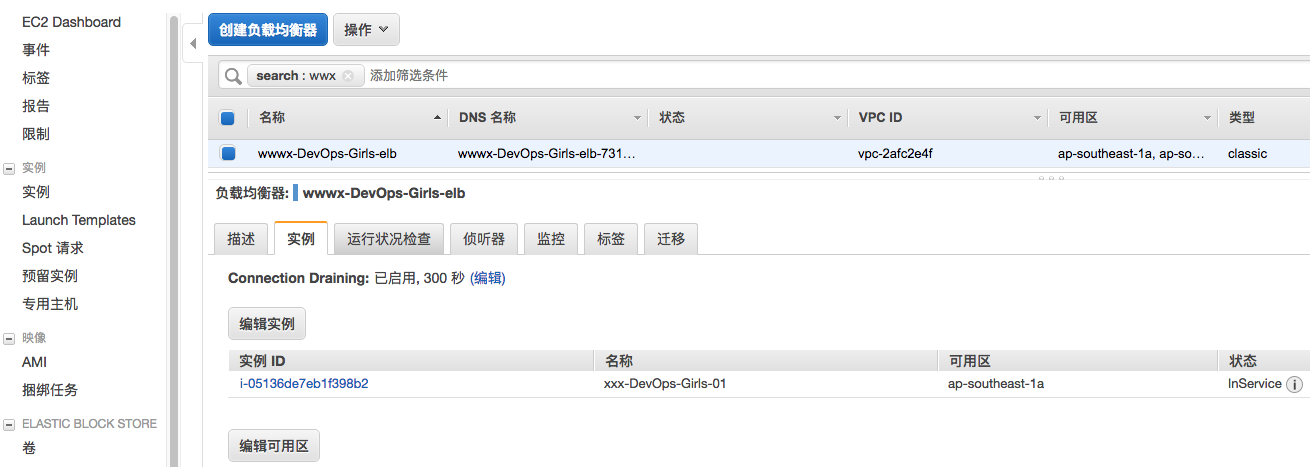 EC2 Dashboard
事件
标签
报告
限制
实例
实例
Launch Templates
Spot 请求
预留实例
专用主机
映像
AMI
捆绑任务
ELASTIC BLOCK STORE
卷
创建负载均衡器 操作
search : wwx 添加筛选条件
名称 DNS 名称 状态 VPC ID 可用区 类型
wwwx-DevOps-Girls-elb wwwx-DevOps-Girls-elb-731... vpc-2afc2e4f ap-southeast-1a, ap-so... classic
负载均衡器: wwwx-DevOps-Girls-elb
描述 实例 运行状况检查 侦听器 监控 标签 迁移
Connection Draining: 已启用, 300 秒 (编辑)
编辑实例
实例 ID 名称 可用区 状态
i-05136de7eb1f398b2 xxx-DevOps-Girls-01 ap-southeast-1a InService
编辑可用区